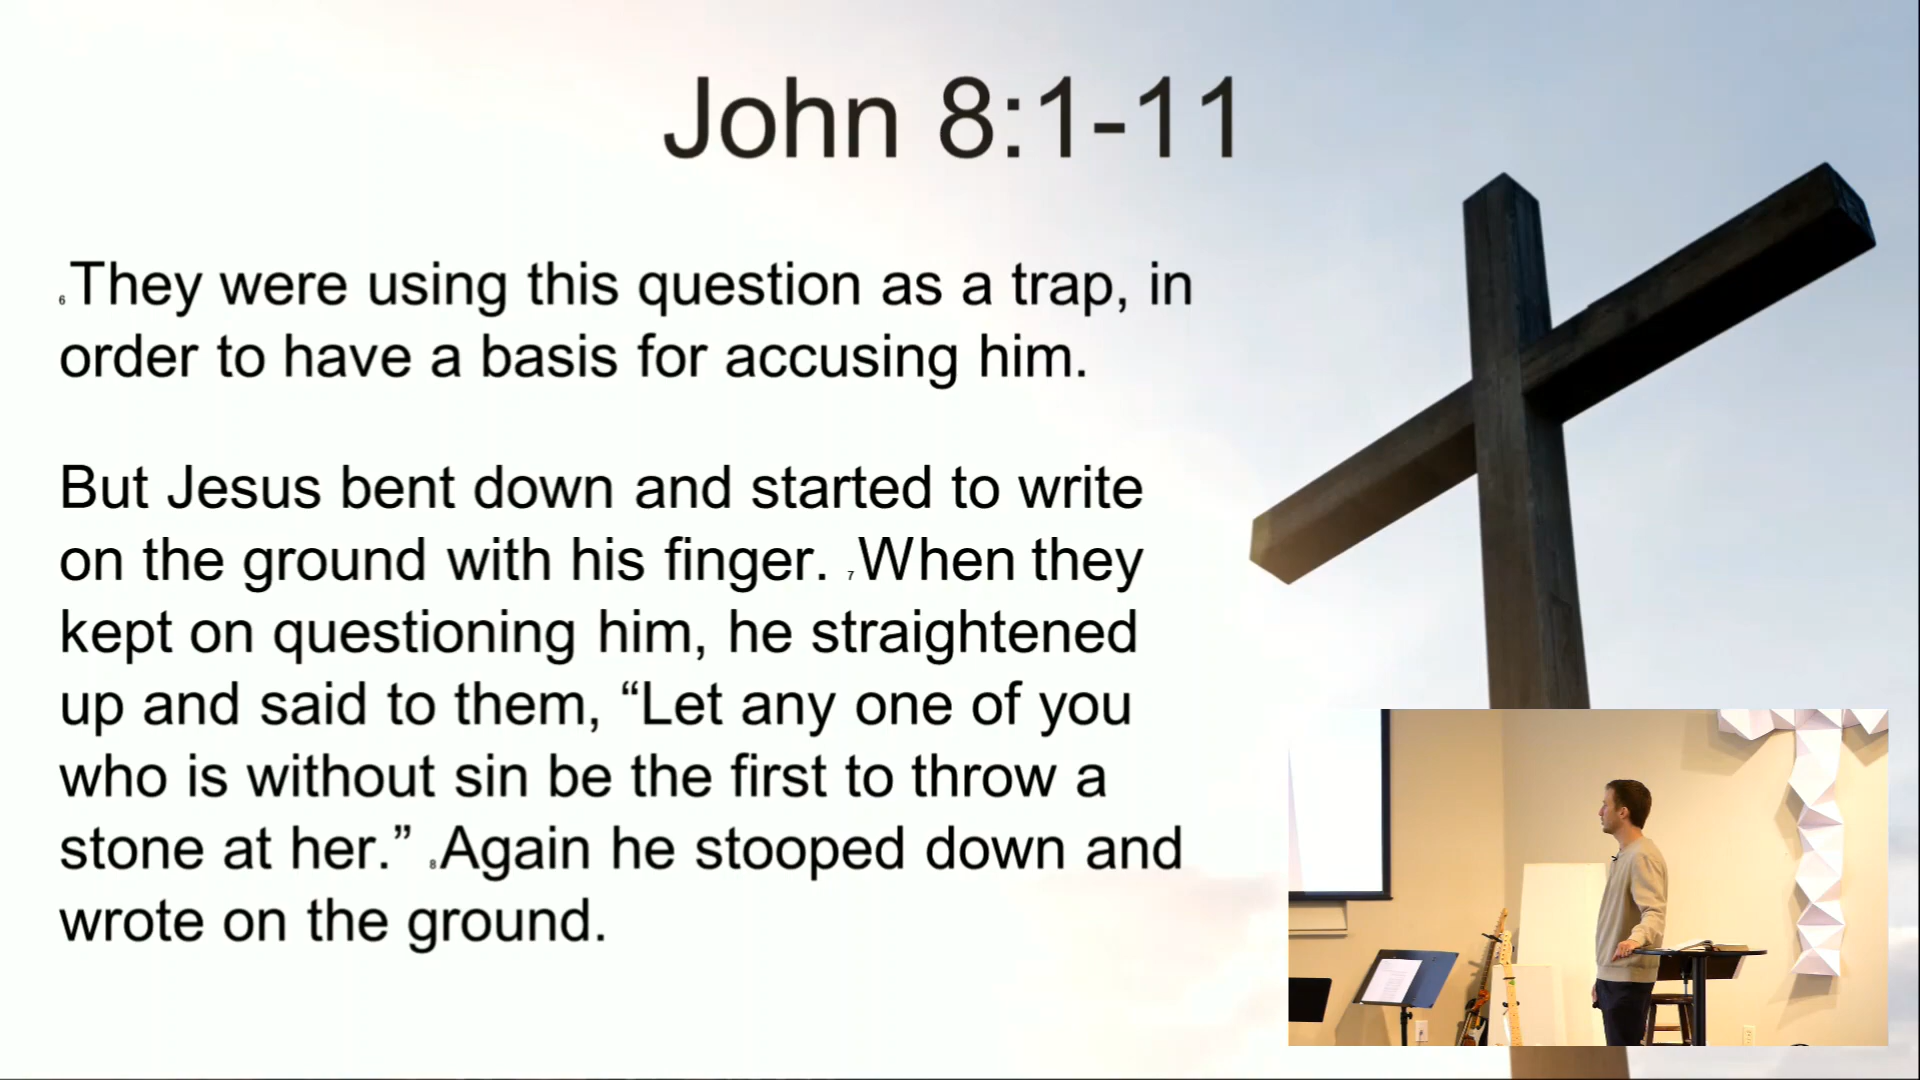 John 8:1-11
6They were using this question as a trap, in
order to have a basis for accusing him.
But Jesus bent down and started to write
on the ground with his finger. 7When they
kept on questioning him, he straightened
up and said to them, “Let any one of you
who is without sin be the first to throw a
stone at her.” 8Again he stooped down and
wrote on the ground.